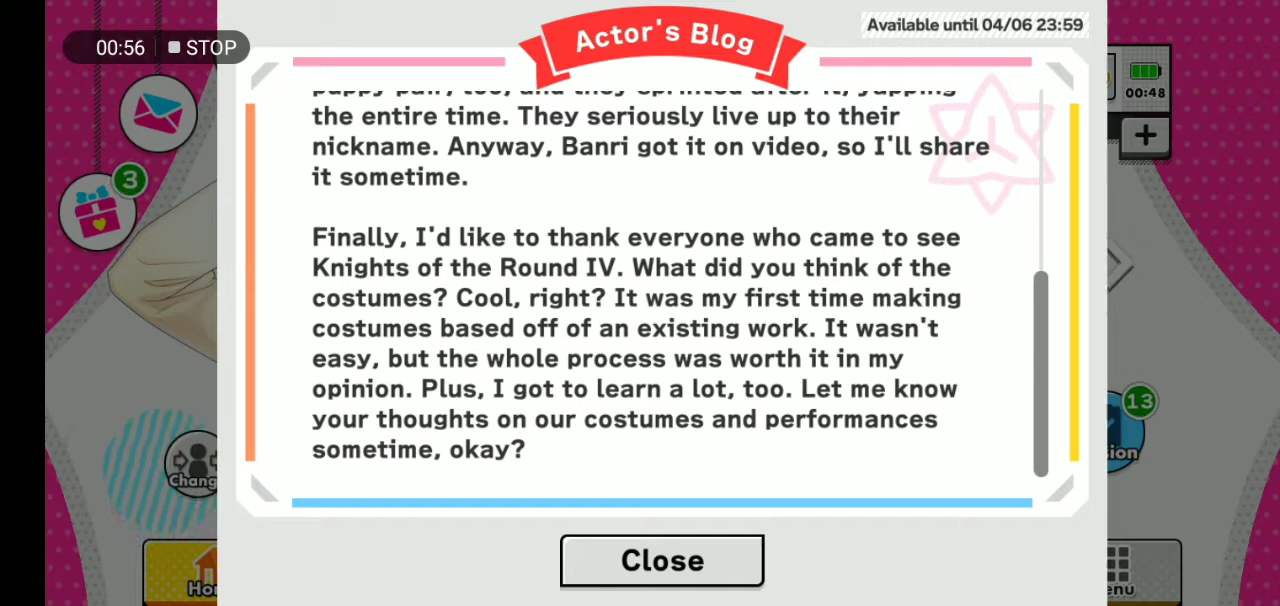 Available until 04/06 23:59
Actor's Blog
00:56 STOP
the entire time. They seriously live up to their
nickname. Anyway, Banri got it on video, so I'll share
it sometime.
Finally, I'd like to thank everyone who came to see
Knights of the Round IV. What did you think of the
costumes? Cool, right? It was my first time making
costumes based off of an existing work. It wasn't
easy, but the whole process was worth it in my
opinion. Plus, I got to learn a lot, too. Let me know
your thoughts on our costumes and performances
sometime, okay?
Close
00:48
3
13